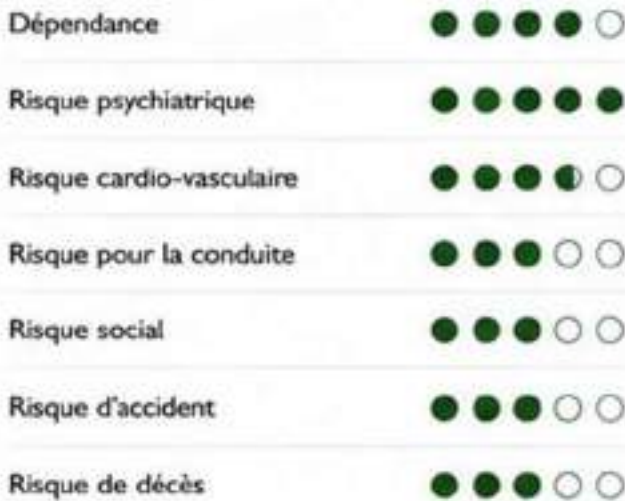 Dépendance
Risque psychiatrique
Risque cardio-vasculaire
Risque pour la conduite
Risque social
Risque d'accident
Risque de décès